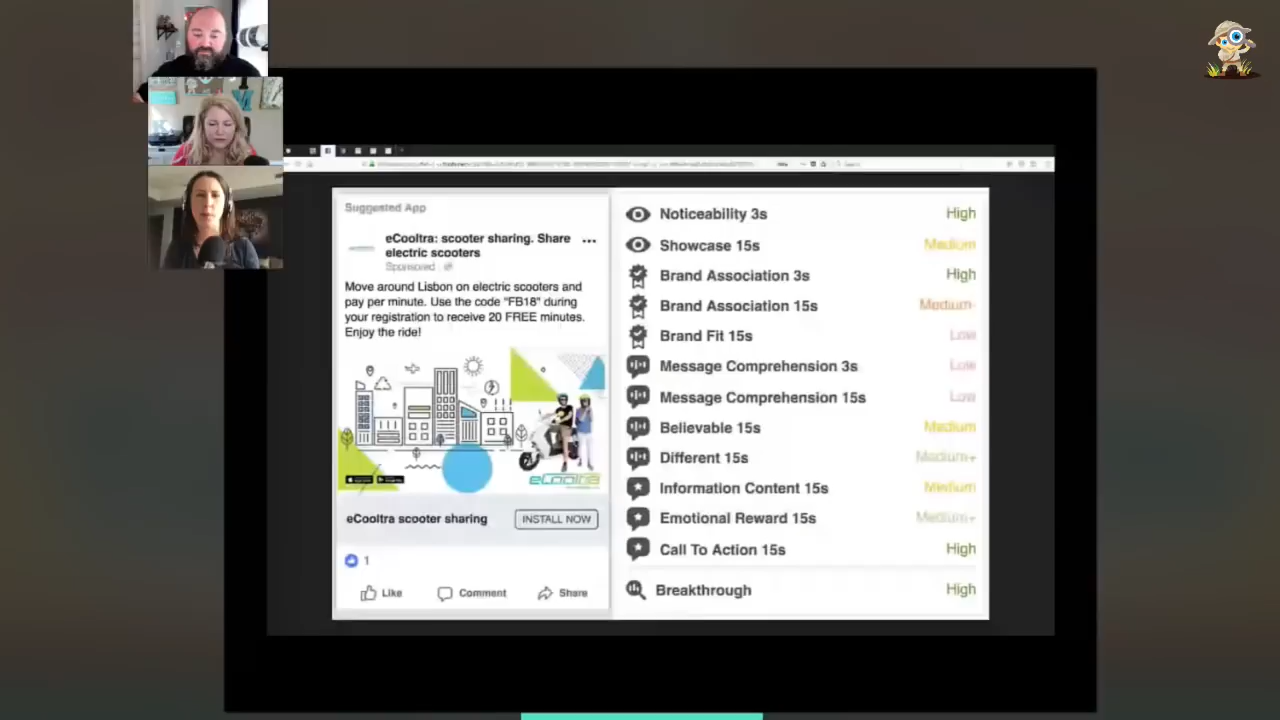 Suggested App
eCooltra: scooter sharing. Share
electric scooters
...
Sponsored
Move around Lisbon on electric scooters and
pay per minute. Use the code "FB18" during
your registration to receive 20 FREE minutes.
Enjoy the ride!
eCooltra
eCooltra scooter sharing
INSTALL NOW
1
Like
Comment
Share
Noticeability 3s High
Showcase 15s Medium
Brand Association 3s High
Brand Association 15s Medium-
Brand Fit 15s Low
Message Comprehension 3s Low
Message Comprehension 15s Low
Believable 15s Medium
Different 15s Medium+
Information Content 15s Medium
Emotional Reward 15s Medium+
Call To Action 15s High
Breakthrough High